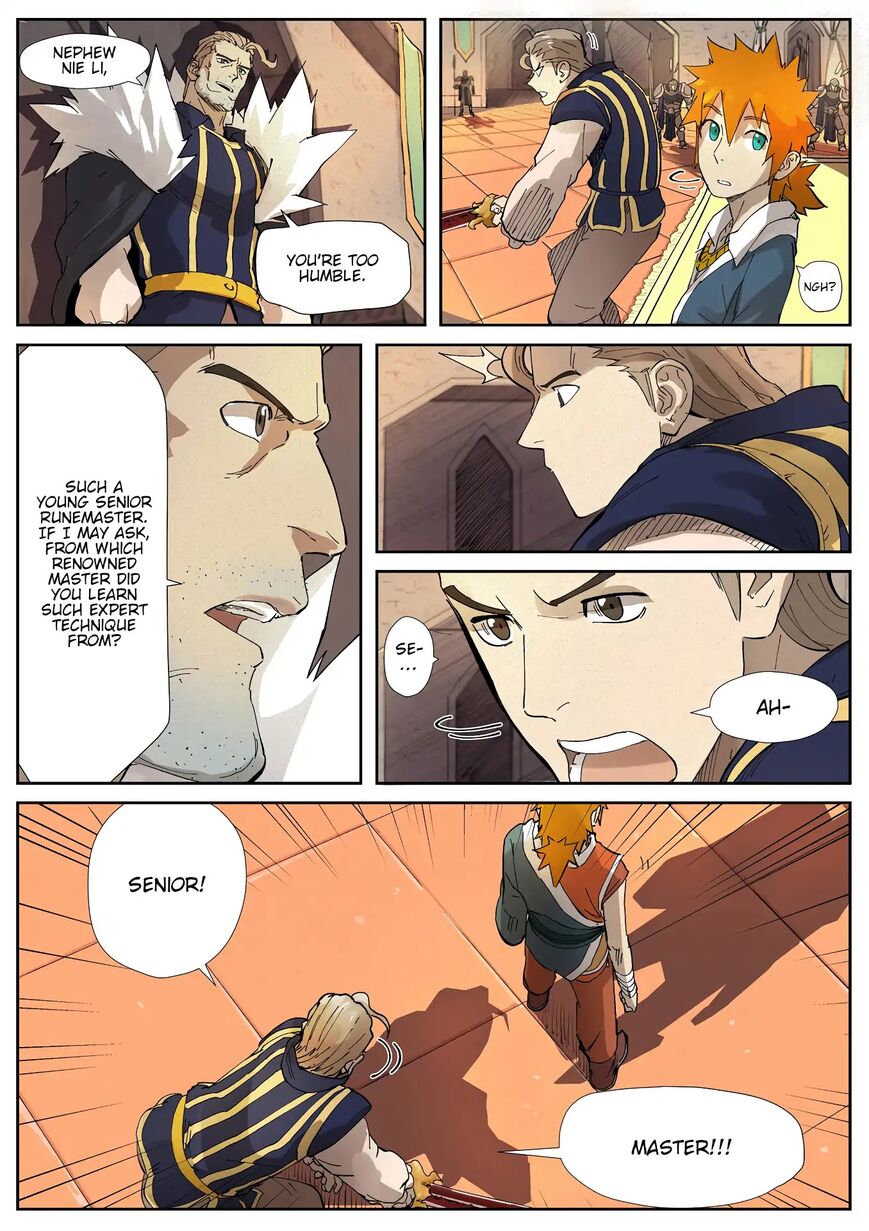 NEPHEW
NIE LI,
YOU'RE TOO
HUMBLE.
NGH?
SUCH A
YOUNG SENIOR
RUNEMASTER.
IF I MAY ASK,
FROM WHICH
RENOWNED
MASTER DID
YOU LEARN
SUCH EXPERT
TECHNIQUE
FROM?
SE-
...
AH-
SENIOR!
MASTER!!!